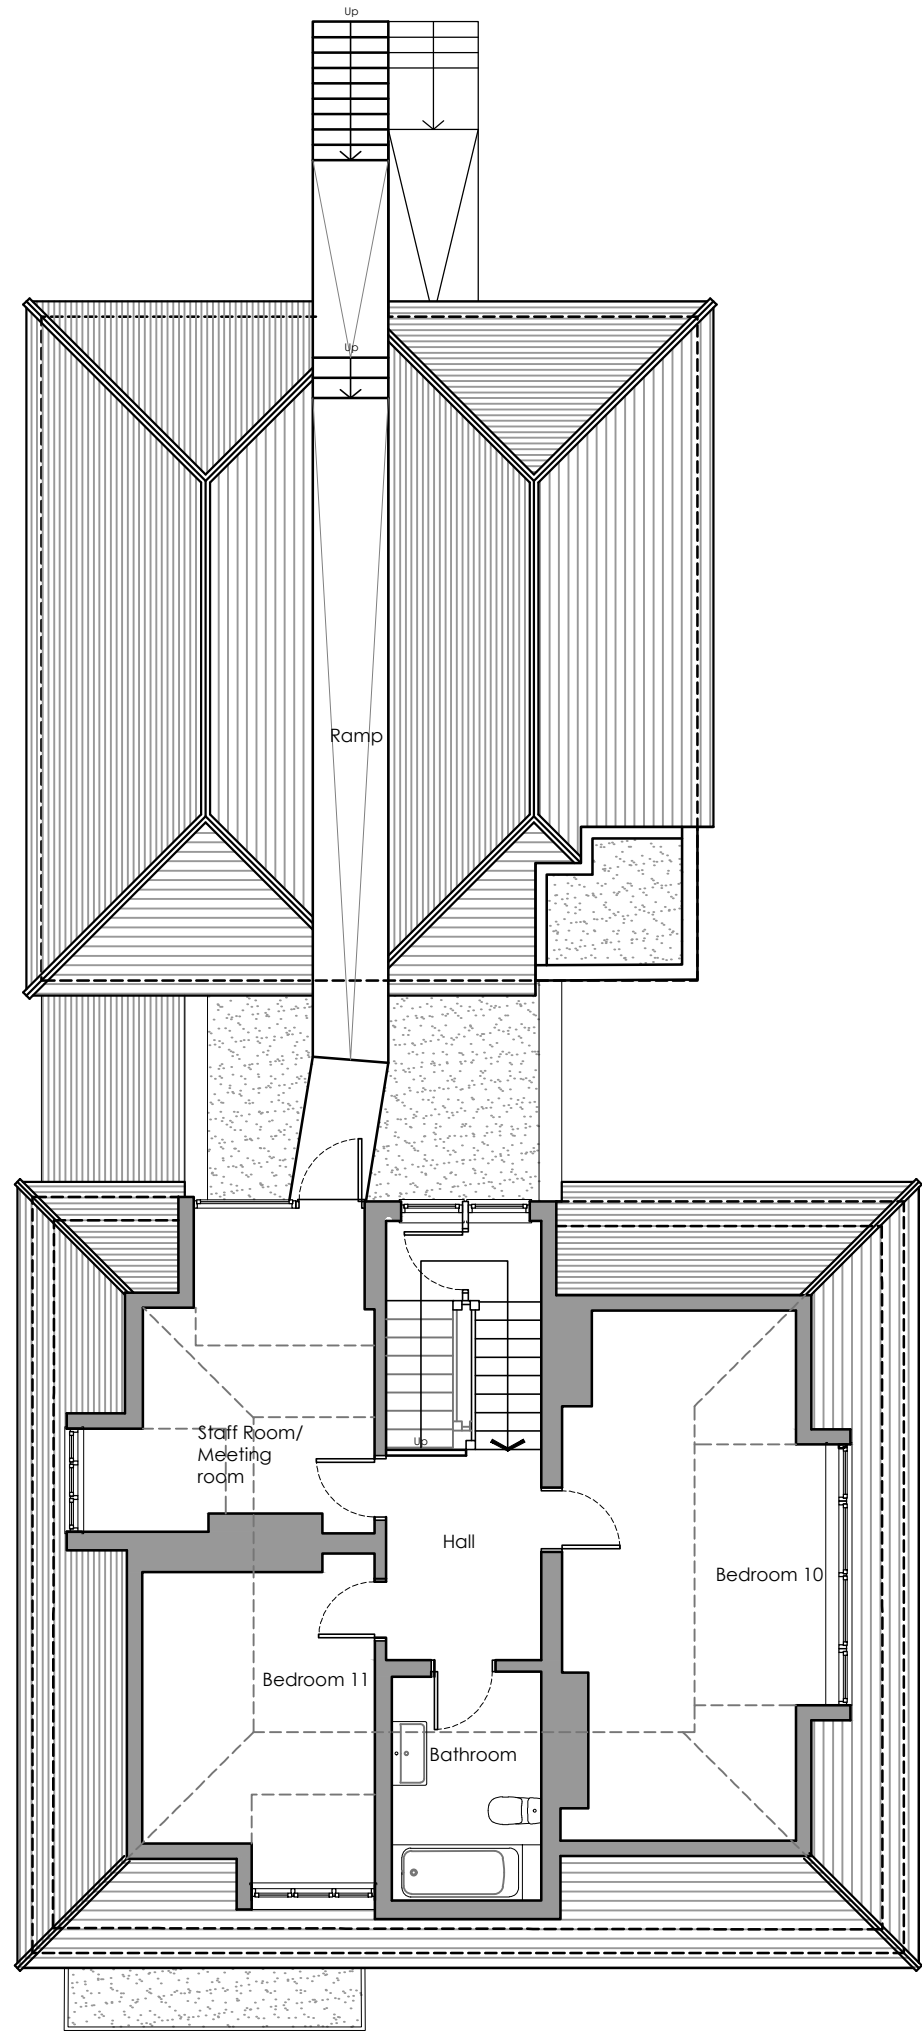 Up
Up
Ramp
Staff Room/
Meeting
room
Up
Hall
Bedroom 10
Bedroom 11
Bathroom